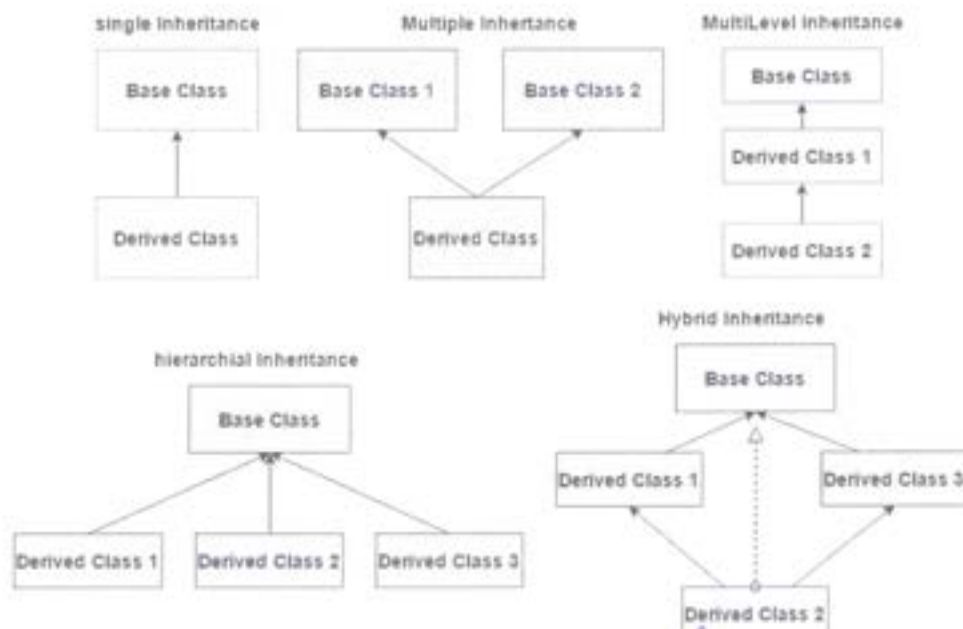 single Inheritance
Base Class
Derived Class
Multiple Inhertance
Base Class 1
Base Class 2
Derived Class
MultiLevel Inheritance
Base Class
Derived Class 1
Derived Class 2
hierarchial Inheritance
Base Class
Derived Class 1
Derived Class 2
Derived Class 3
Hybrid Inheritance
Base Class
Derived Class 1
Derived Class 3
Derived Class 2